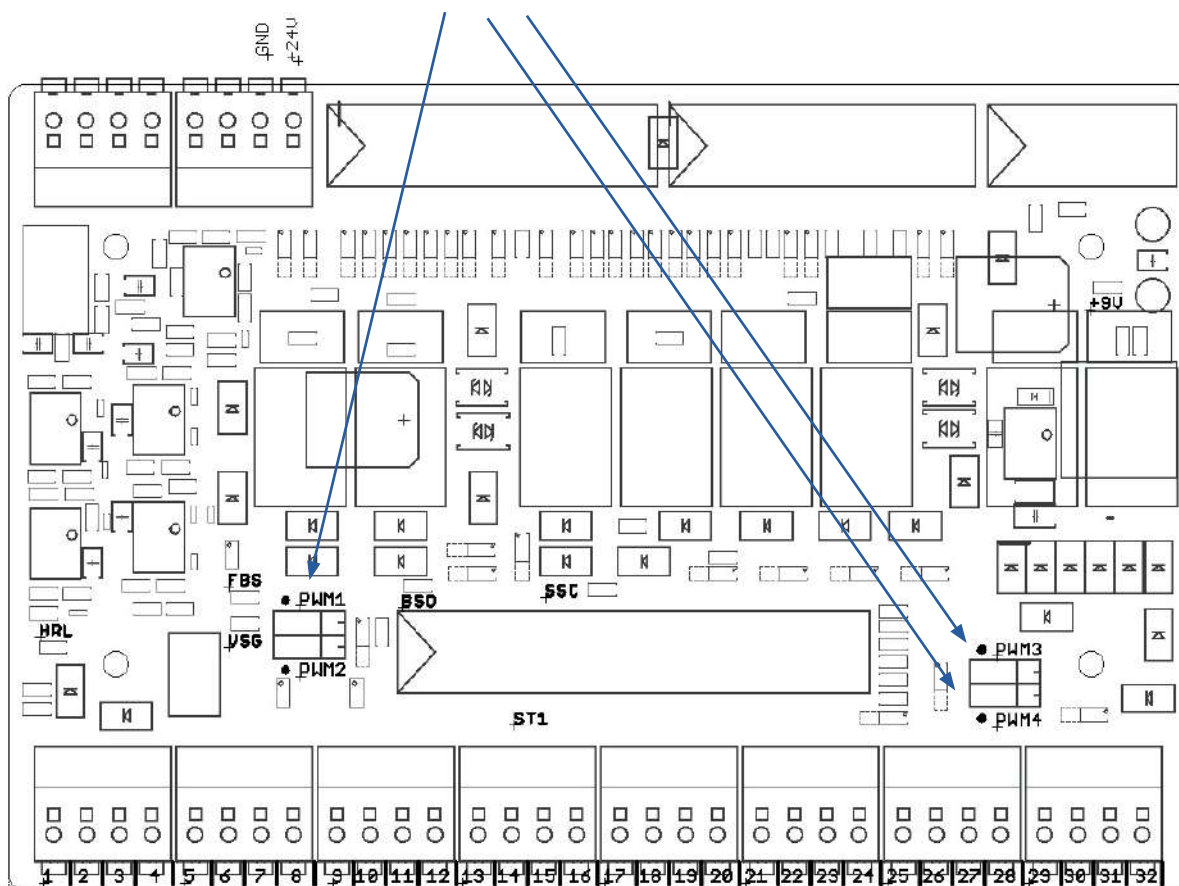 GND
+24V
+9V
FBS
PWM1
BSD
SSC
HRL
VSG
PWM2
PWM3
PWM4
ST1
1 2 3 4 5 6 7 8 9 10 11 12 13 14 15 16 17 18 19 20 21 22 23 24 25 26 27 28 29 30 31 32